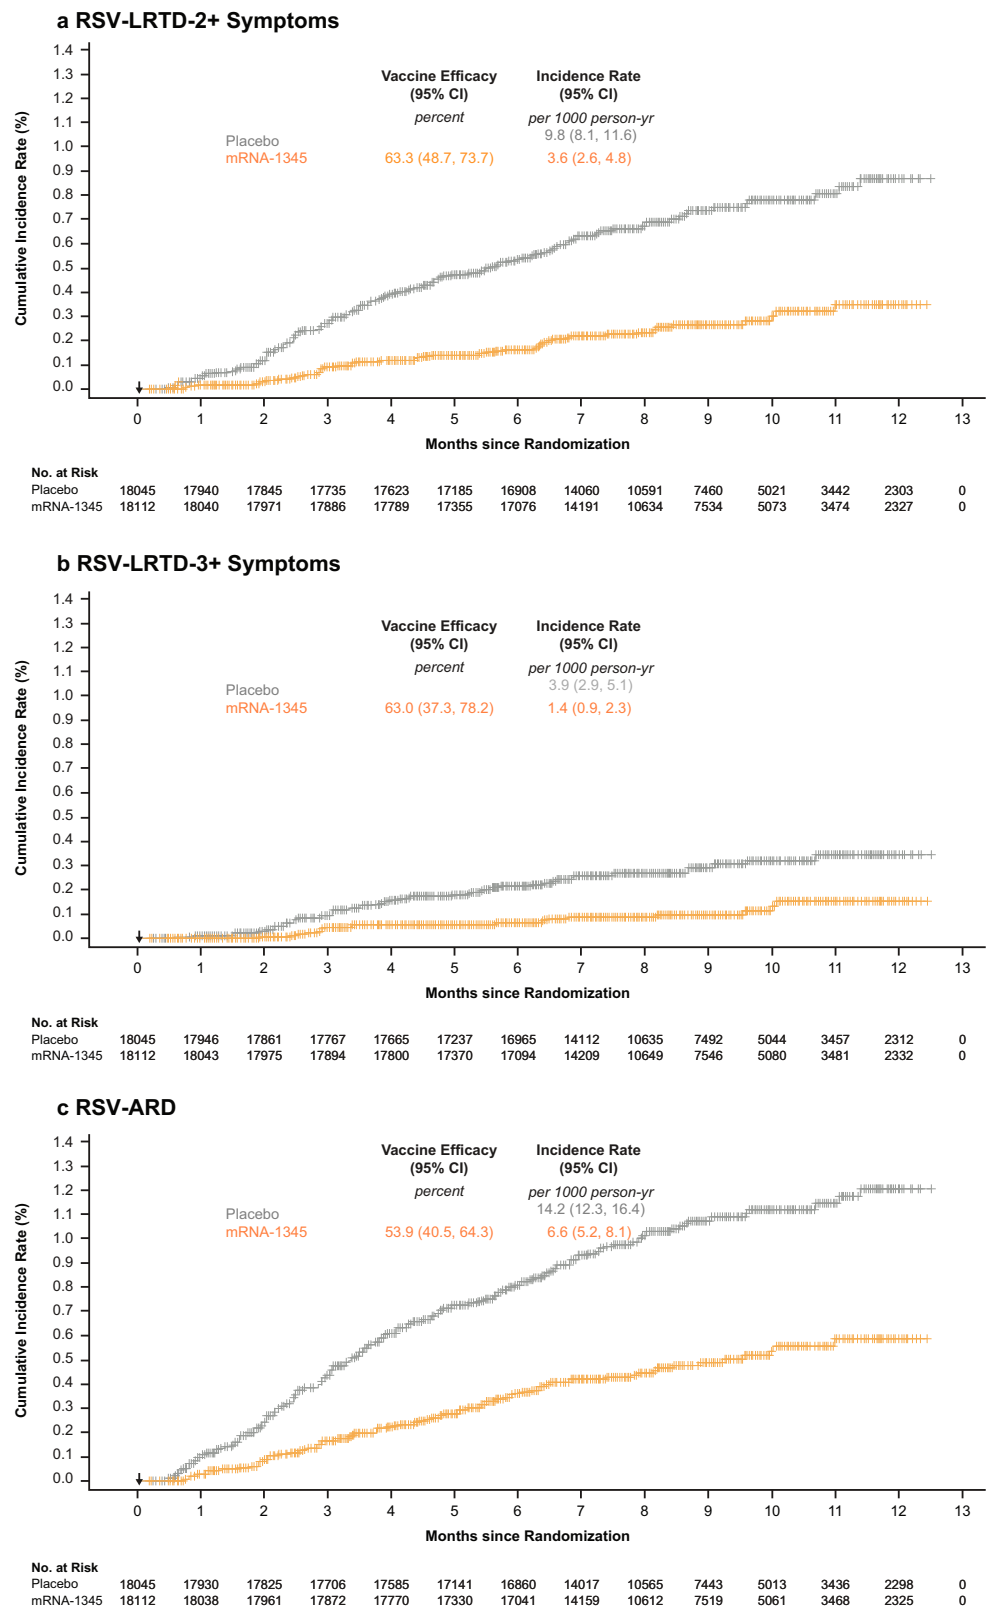 a RSV-LRTD-2+ Symptoms
1.4
1.3
1.2
1.1
1.0
0.9
0.8
0.7
0.6
0.5
0.4
0.3
0.2
0.1
0.0
Cumulative Incidence Rate (%)
Vaccine Efficacy Incidence Rate
(95% CI) (95% CI)
percent per 1000 person-yr
Placebo 9.8 (8.1, 11.6)
mRNA-1345 63.3 (48.7, 73.7) 3.6 (2.6, 4.8)
0 1 2 3 4 5 6 7 8 9 10 11 12 13
Months since Randomization
No. at Risk
Placebo 18045 17940 17845 17735 17623 17185 16908 14060 10591 7460 5021 3442 2303 0
mRNA-1345 18112 18040 17971 17886 17789 17355 17076 14191 10634 7534 5073 3474 2327 0
b RSV-LRTD-3+ Symptoms
1.4
1.3
1.2
1.1
1.0
0.9
0.8
0.7
0.6
0.5
0.4
0.3
0.2
0.1
0.0
Cumulative Incidence Rate (%)
Vaccine Efficacy Incidence Rate
(95% CI) (95% CI)
percent per 1000 person-yr
Placebo 3.9 (2.9, 5.1)
mRNA-1345 63.0 (37.3, 78.2) 1.4 (0.9, 2.3)
0 1 2 3 4 5 6 7 8 9 10 11 12 13
Months since Randomization
No. at Risk
Placebo 18045 17946 17861 17767 17665 17237 16965 14112 10635 7492 5044 3457 2312 0
mRNA-1345 18112 18043 17975 17894 17800 17370 17094 14209 10649 7546 5080 3481 2332 0
c RSV-ARD
1.4
1.3
1.2
1.1
1.0
0.9
0.8
0.7
0.6
0.5
0.4
0.3
0.2
0.1
0.0
Cumulative Incidence Rate (%)
Vaccine Efficacy Incidence Rate
(95% CI) (95% CI)
percent per 1000 person-yr
Placebo 14.2 (12.3, 16.4)
mRNA-1345 53.9 (40.5, 64.3) 6.6 (5.2, 8.1)
0 1 2 3 4 5 6 7 8 9 10 11 12 13
Months since Randomization
No. at Risk
Placebo 18045 17930 17825 17706 17585 17141 16860 14017 10565 7443 5013 3436 2298 0
mRNA-1345 18112 18038 17961 17872 17770 17330 17041 14159 10612 7519 5061 3468 2325 0